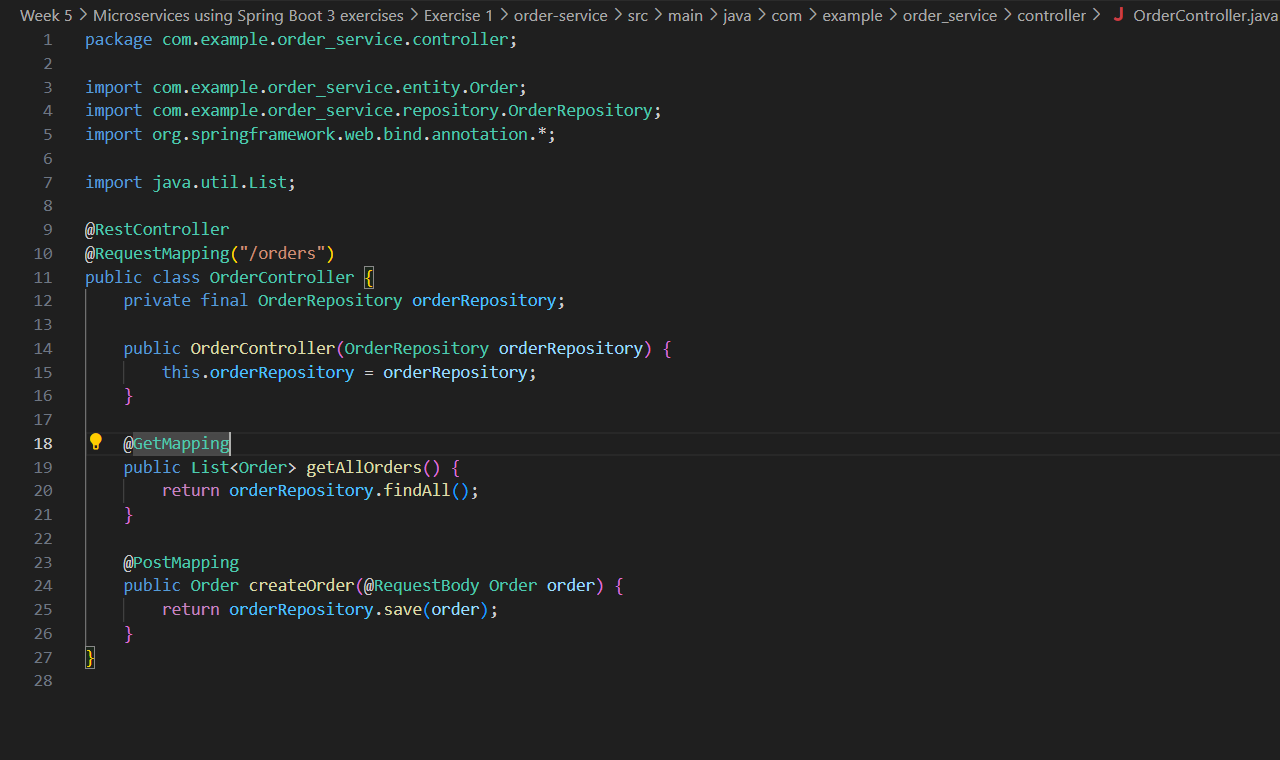 Week 5 > Microservices using Spring Boot 3 exercises > Exercise 1 > order-service > src > main > java > com > example > order_service > controller > J OrderController.java
1 package com.example.order_service.controller;
2
3 import com.example.order_service.entity.Order;
4 import com.example.order_service.repository.OrderRepository;
5 import org.springframework.web.bind.annotation.*;
6
7 import java.util.List;
8
9 @RestController
10 @RequestMapping("/orders")
11 public class OrderController {
12     private final OrderRepository orderRepository;
13
14     public OrderController(OrderRepository orderRepository) {
15         this.orderRepository = orderRepository;
16     }
17
18     @GetMapping
19     public List<Order> getAllOrders() {
20         return orderRepository.findAll();
21     }
22
23     @PostMapping
24     public Order createOrder(@RequestBody Order order) {
25         return orderRepository.save(order);
26     }
27 }
28